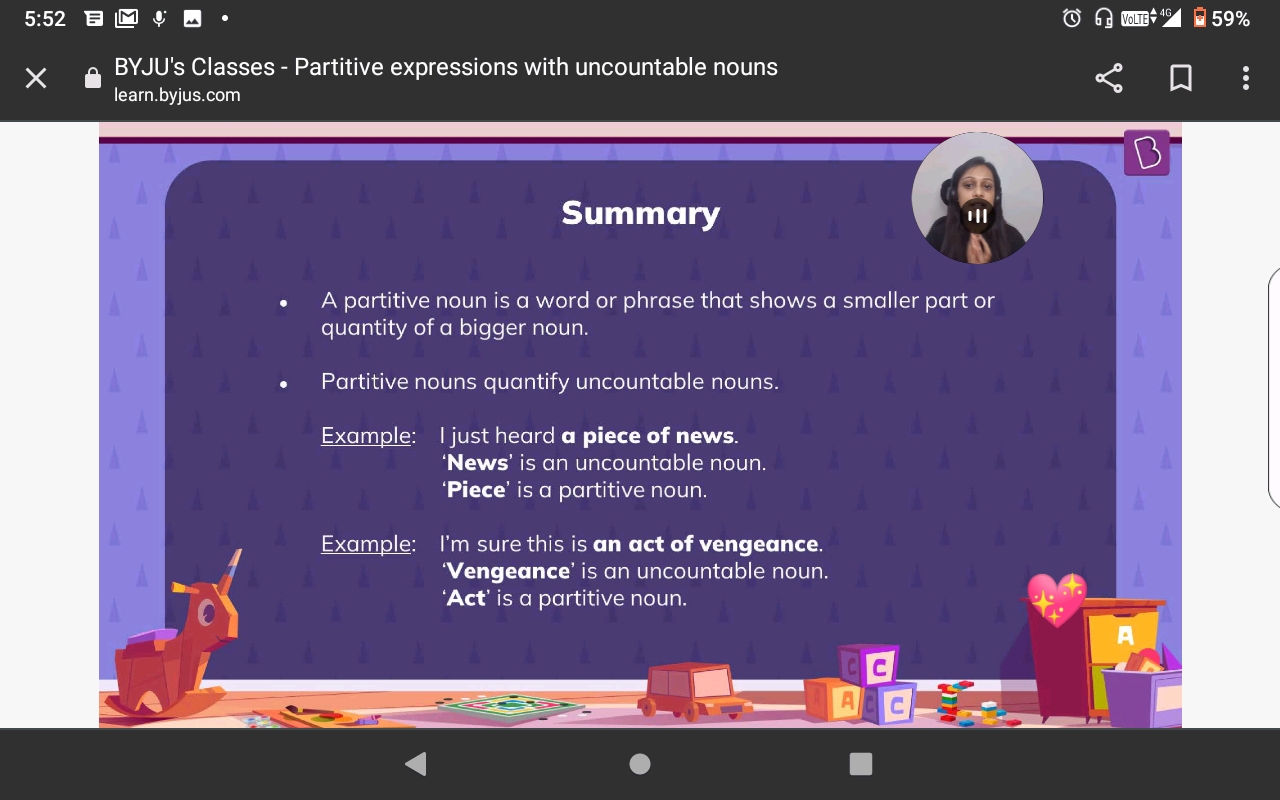 5:52
VoLTE 4G 59%
BYJU's Classes - Partitive expressions with uncountable nouns
learn.byjus.com
B
Summary
• A partitive noun is a word or phrase that shows a smaller part or
quantity of a bigger noun.
• Partitive nouns quantify uncountable nouns.
Example: I just heard a piece of news.
‘News’ is an uncountable noun.
‘Piece’ is a partitive noun.
Example: I’m sure this is an act of vengeance.
‘Vengeance’ is an uncountable noun.
‘Act’ is a partitive noun.
A
C C
A C C